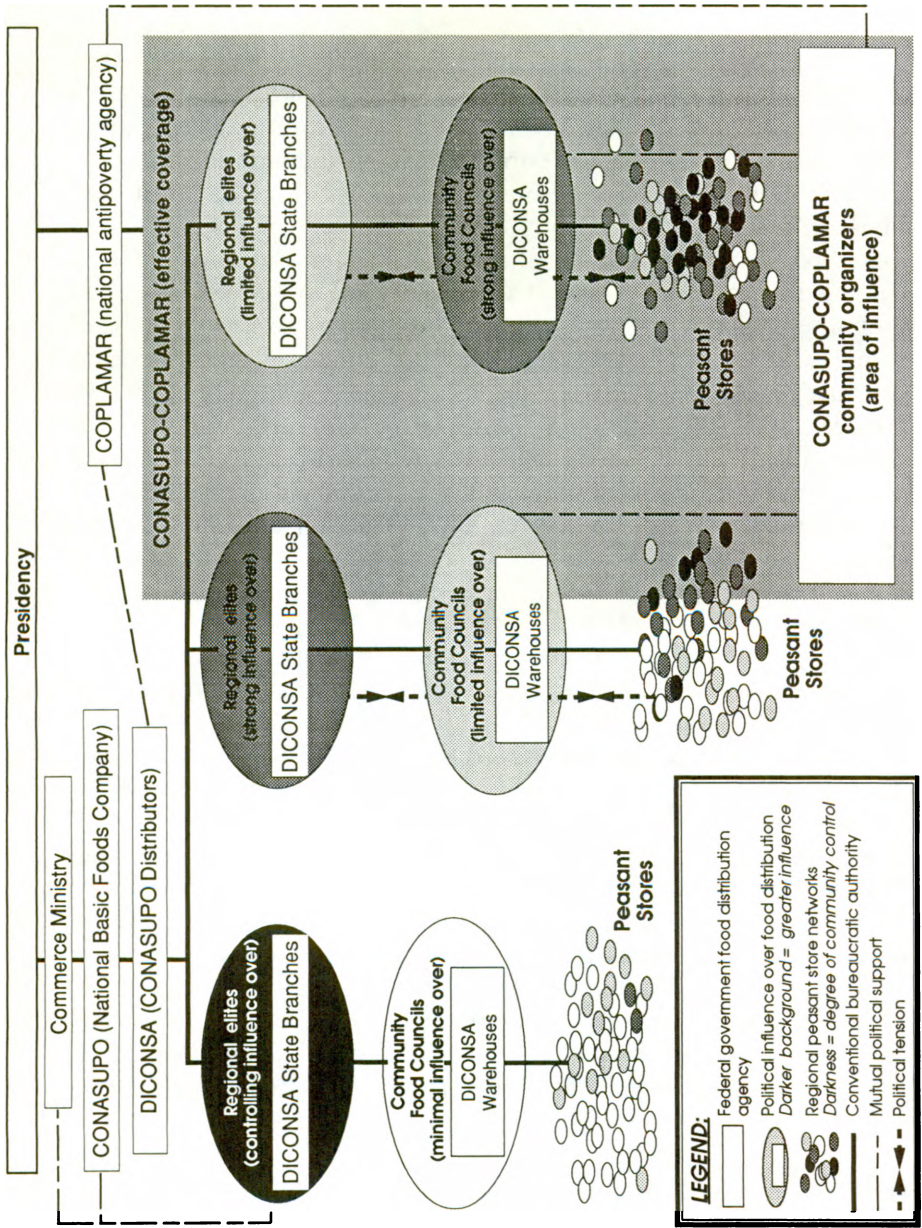 Presidency
Commerce Ministry
CONASUPO (National Basic Foods Company)
COPLAMAR (national antipoverty agency)
DICONSA (CONASUPO Distributors)
CONASUPO-COPLAMAR (effective coverage)
Regional elites
(controlling influence over)
DICONSA State Branches
Regional elites
(strong influence over)
DICONSA State Branches
Regional elites
(limited influence over)
DICONSA State Branches
Community
Food Councils
(minimal influence over)
DICONSA
Warehouses
Community
Food Councils
(limited influence over)
DICONSA
Warehouses
Community
Food Councils
(strong influence over)
DICONSA
Warehouses
Peasant
Stores
Peasant
Stores
Peasant
Stores
CONASUPO-COPLAMAR
community organizers
(area of influence)
LEGEND:
Federal government food distribution
agency
Political influence over food distribution
Darker background = greater influence
Regional peasant store networks
Darkness = degree of community control
Conventional bureaucratic authority
Mutual political support
Political tension